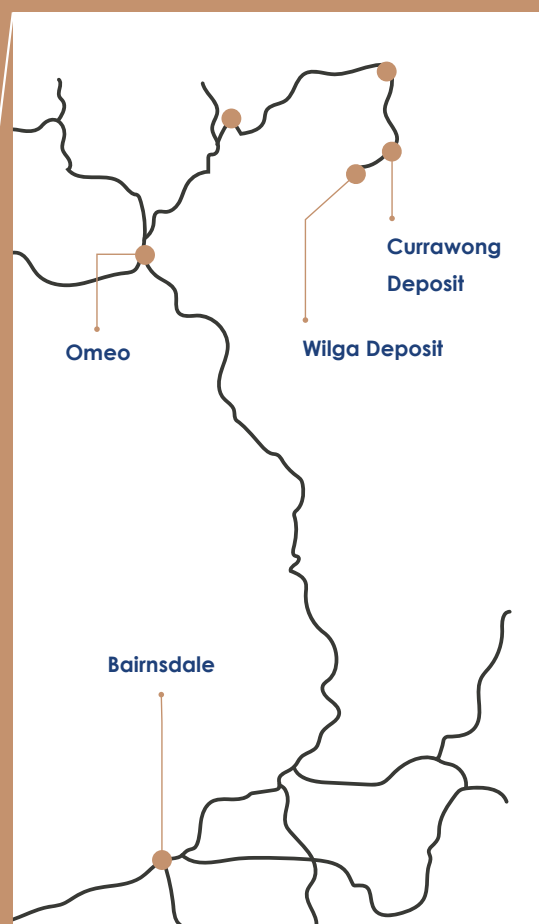 Currawong
Deposit
Wilga Deposit
Omeo
Bairnsdale